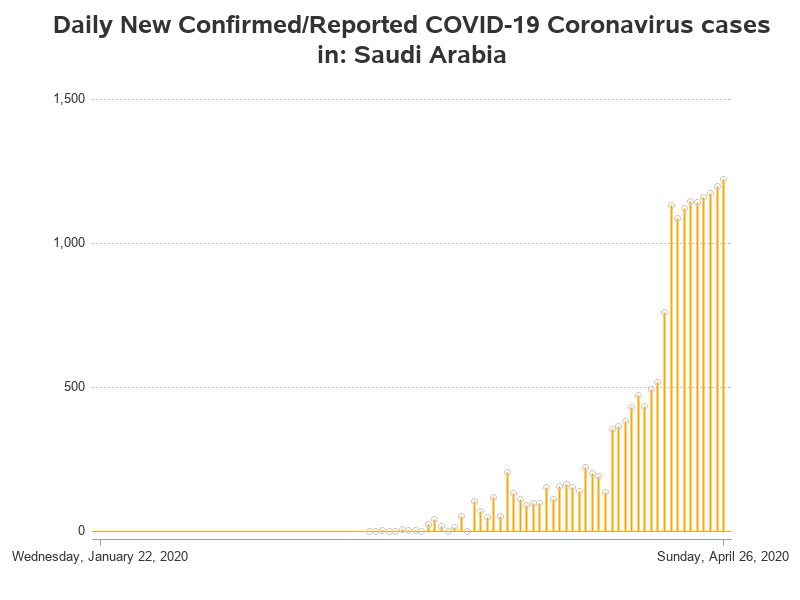 Daily New Confirmed/Reported COVID-19 Coronavirus cases
in: Saudi Arabia
1,500
1,000
500
0
Wednesday, January 22, 2020
Sunday, April 26, 2020